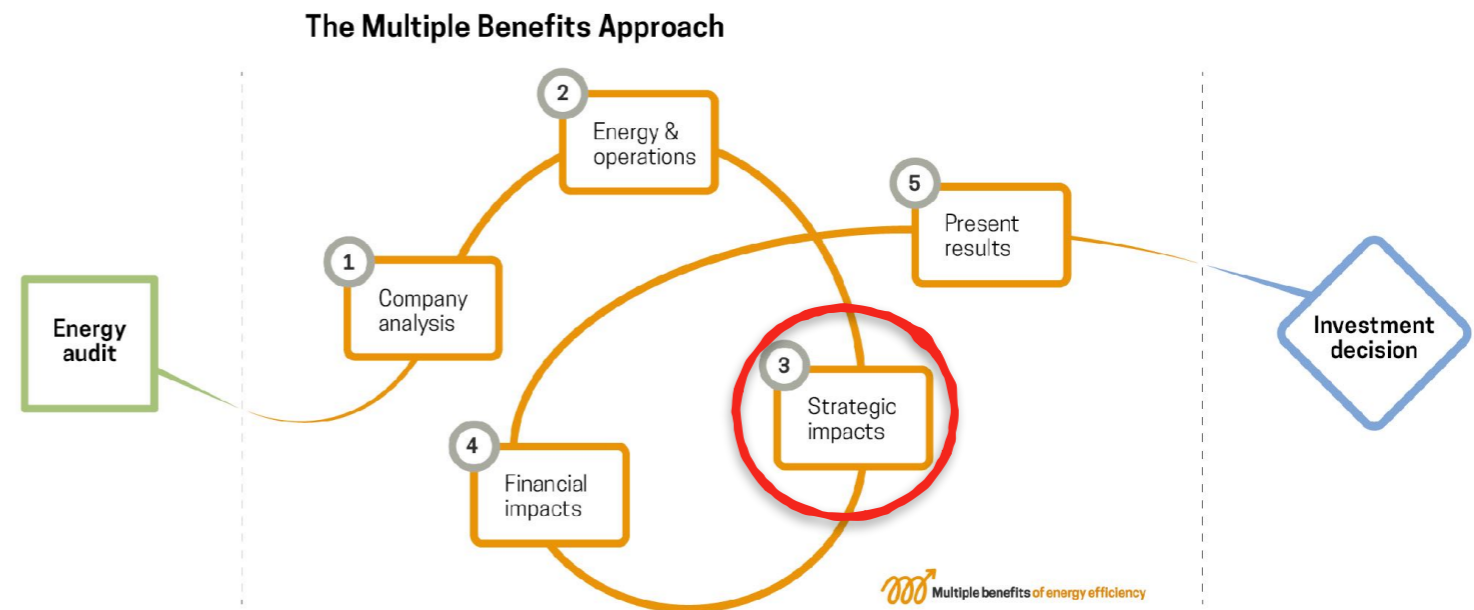 The Multiple Benefits Approach
Energy
audit
1
Company
analysis
2
Energy &
operations
3
Strategic
impacts
4
Financial
impacts
5
Present
results
Investment
decision
Multiple benefits of energy efficiency